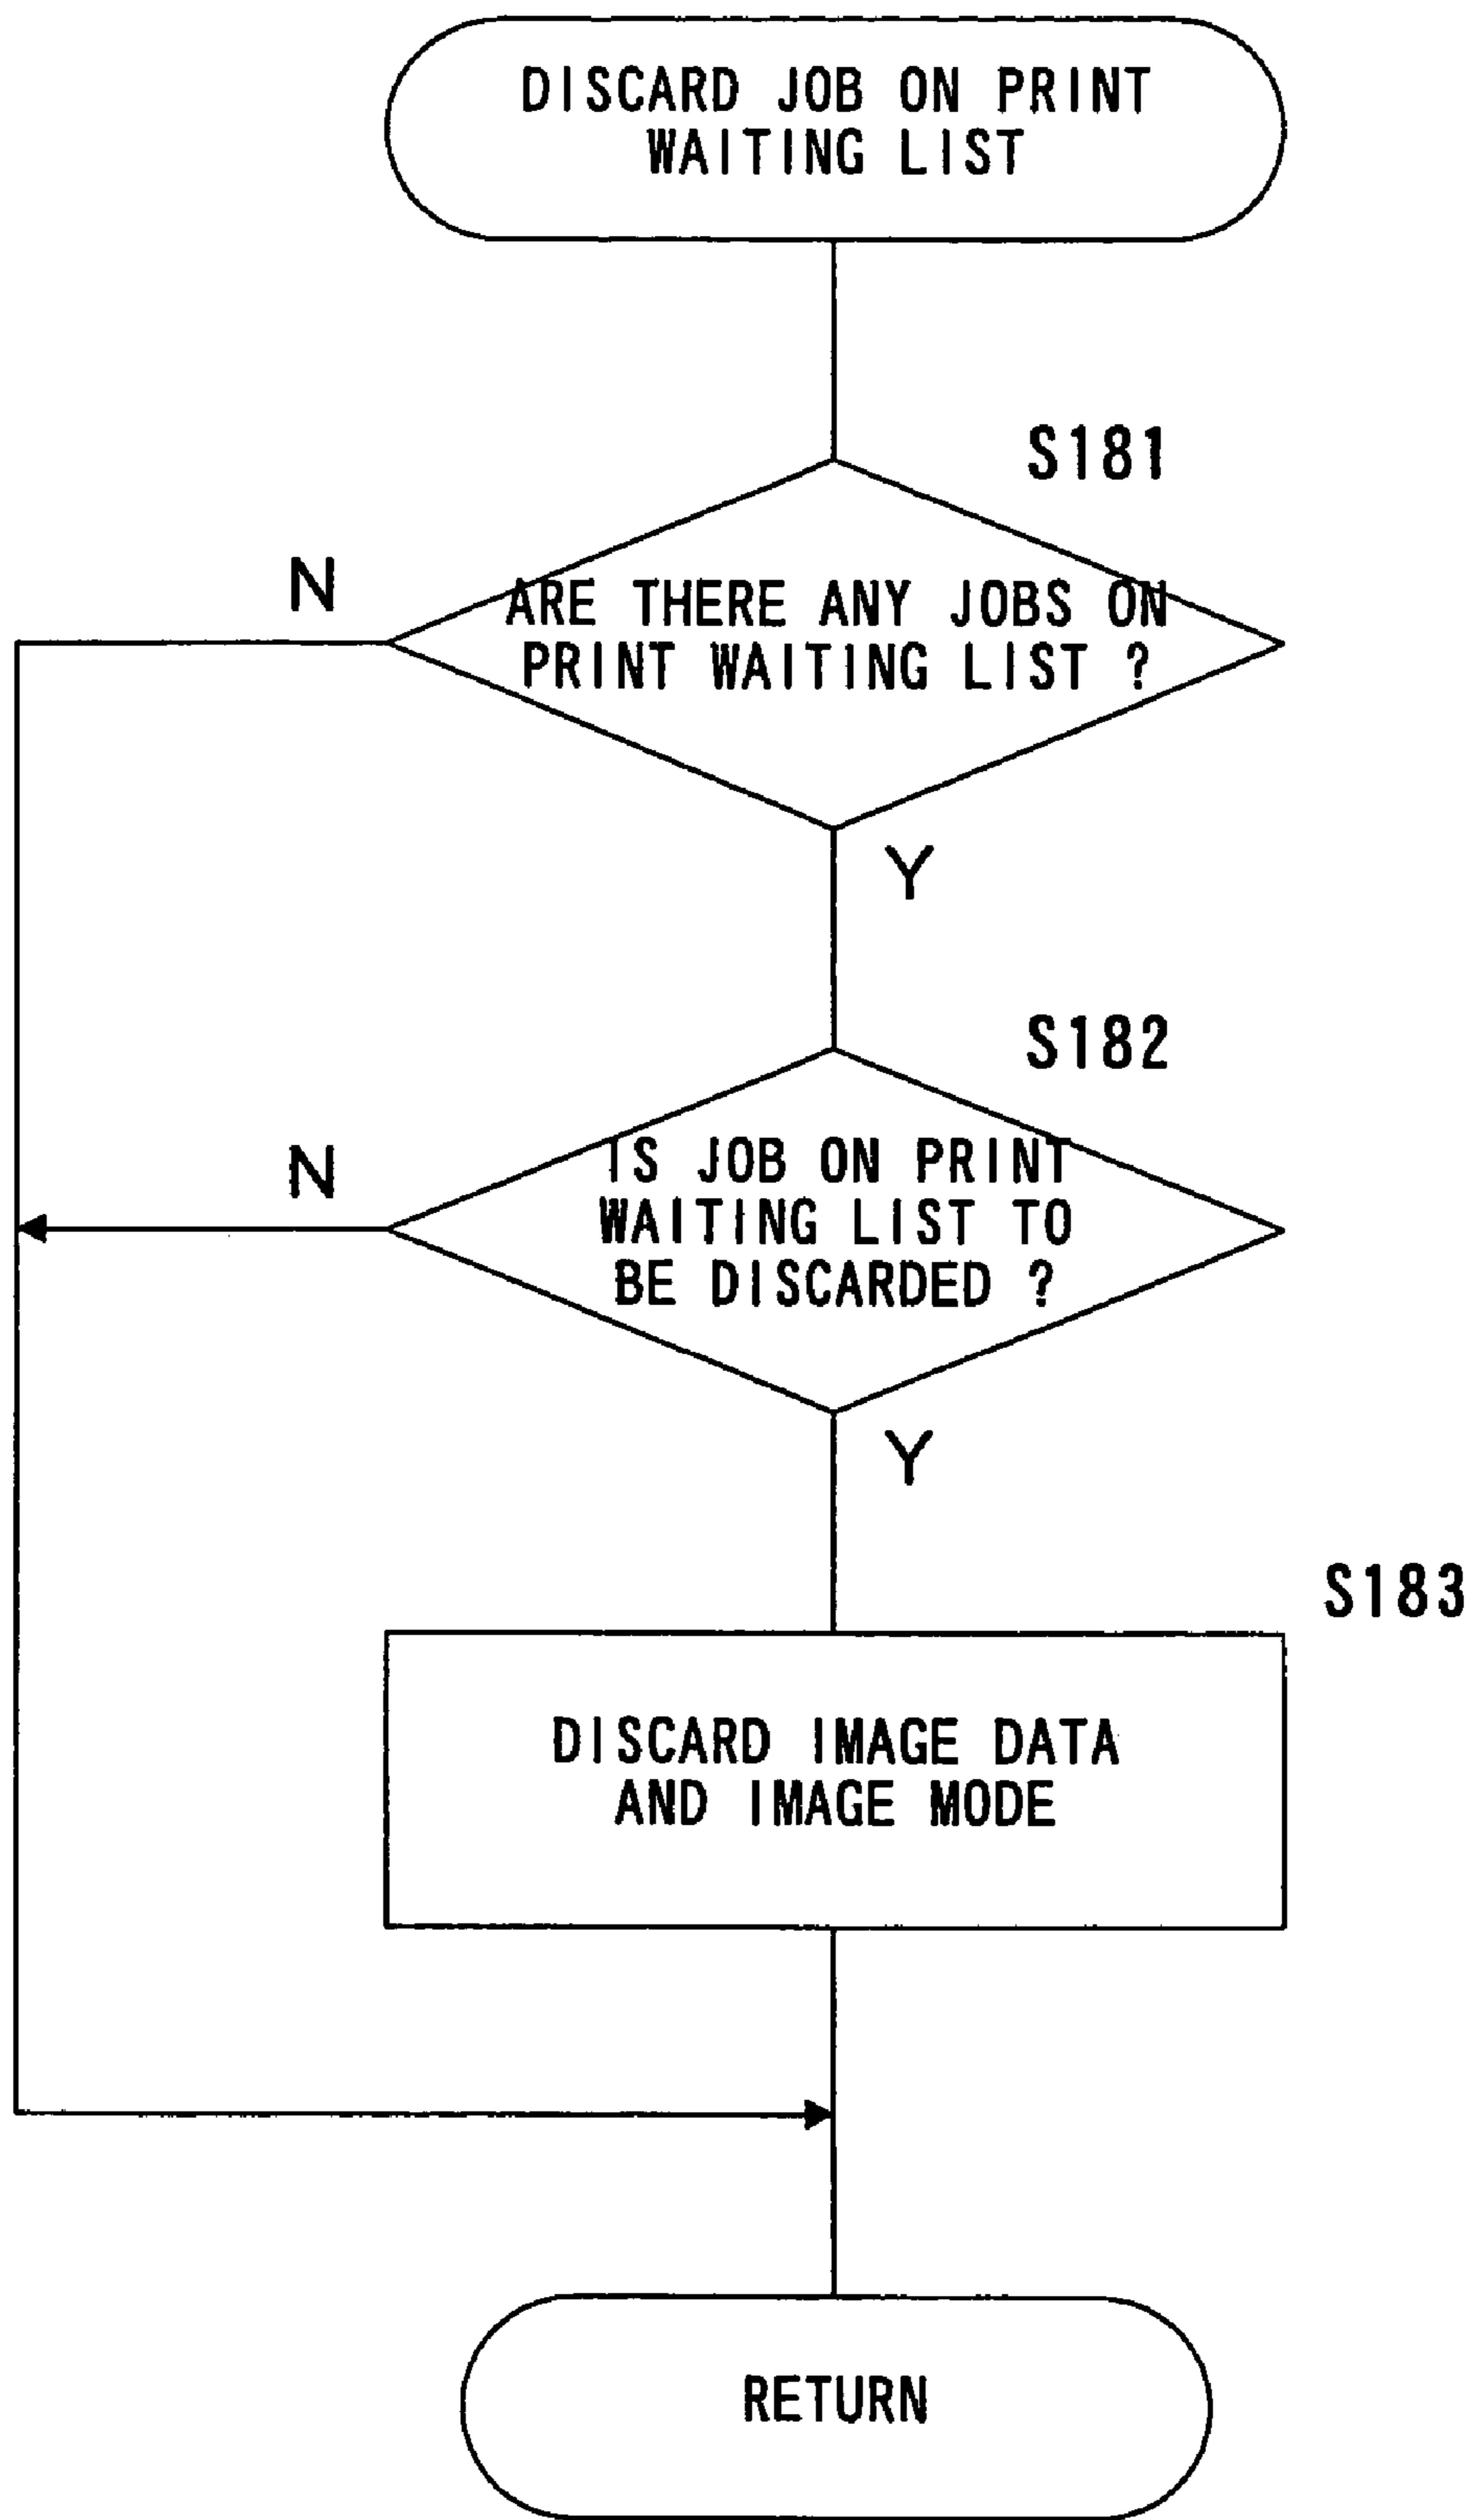 DISCARD JOB ON PRINT
WAITING LIST
S181
N
ARE THERE ANY JOBS ON
PRINT WAITING LIST ?
Y
S182
N
IS JOB ON PRINT
WAITING LIST TO
BE DISCARDED ?
Y
S183
DISCARD IMAGE DATA
AND IMAGE MODE
RETURN